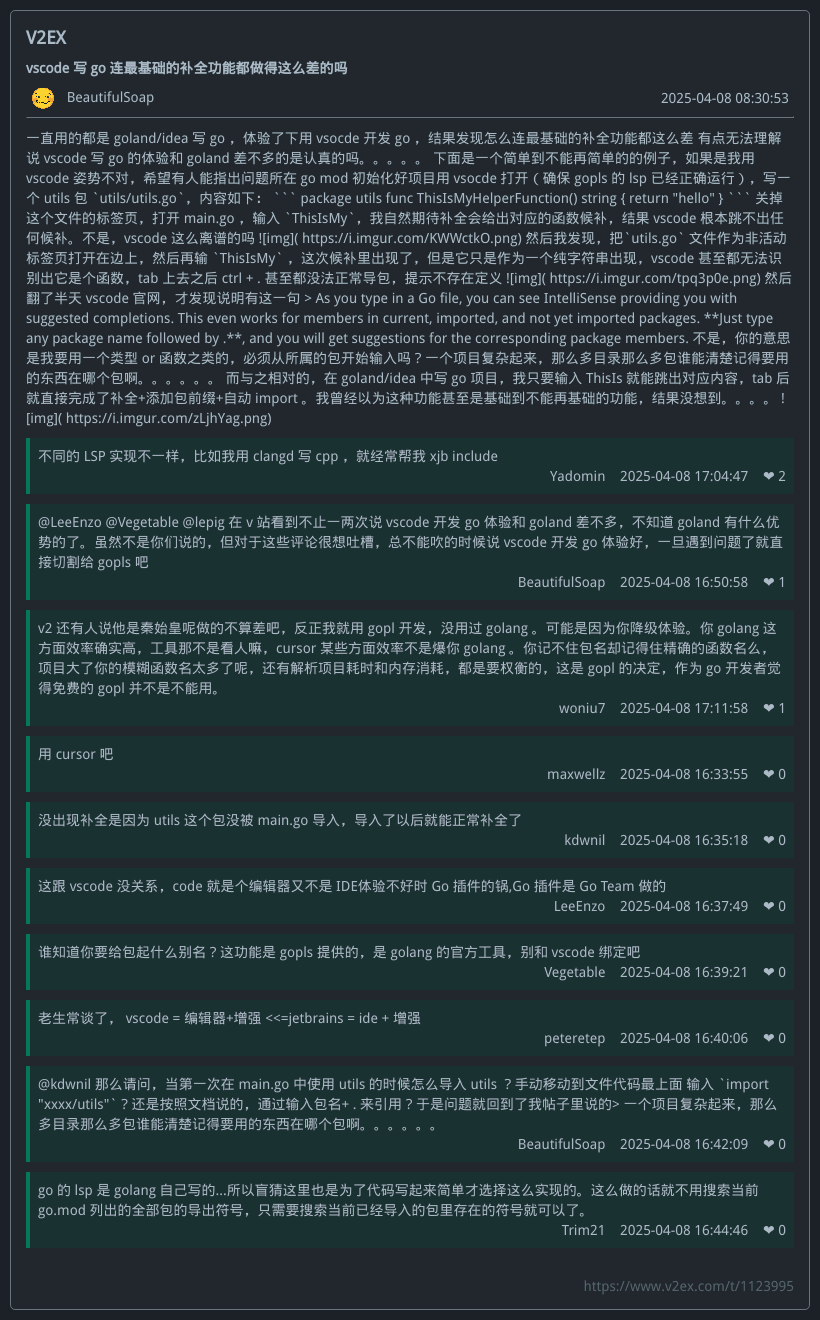 V2EX
vscode 写 go 连最基础的补全功能都做得这么差的吗
BeautifulSoap 2025-04-08 08:30:53
一直用的都是 goland/idea 写 go ，体验了下用 vsocde 开发 go ，结果发现怎么连最基础的补全功能都这么差 有点无法理解
说 vscode 写 go 的体验和 goland 差不多的是认真的吗。。。。。 下面是一个简单到不能再简单的的例子，如果是我用
vscode 姿势不对，希望有人能指出问题所在 go mod 初始化好项目用 vsocde 打开（ 确保 gopls 的 lsp 已经正确运行 ），写一
个 utils 包 `utils/utils.go`，内容如下： ``` package utils func ThisIsMyHelperFunction() string { return "hello" } ``` 关掉
这个文件的标签页，打开 main.go ，输入 `ThisIsMy`，我自然期待补全会给出对应的函数候补，结果 vscode 根本跳不出任
何候补。不是，vscode 这么离谱的吗 ![img]( https://i.imgur.com/KWWctkO.png) 然后我发现，把`utils.go` 文件作为非活动
标签页打开在边上，然后再输 `ThisIsMy` ，这次候补里出现了，但是它只是作为一个纯字符串出现，vscode 甚至都无法识
别出它是个函数，tab 上去之后 ctrl + . 甚至都没法正常导包，提示不存在定义 ![img]( https://i.imgur.com/tpq3p0e.png) 然后
翻了半天 vscode 官网，才发现说明有这一句 > As you type in a Go file, you can see IntelliSense providing you with
suggested completions. This even works for members in current, imported, and not yet imported packages. **Just type
any package name followed by .**, and you will get suggestions for the corresponding package members. 不是，你的意思
是我要用一个类型 or 函数之类的，必须从所属的包开始输入吗？一个项目复杂起来，那么多目录那么多包谁能清楚记得要用
的东西在哪个包啊。。。。。。 而与之相对的，在 goland/idea 中写 go 项目，我只要输入 ThisIs 就能跳出对应内容，tab 后
就直接完成了补全+添加包前缀+自动 import 。我曾经以为这种功能甚至是基础到不能再基础的功能，结果没想到。。。。 !
[img]( https://i.imgur.com/zLjhYag.png)
不同的 LSP 实现不一样，比如我用 clangd 写 cpp ，就经常帮我 xjb include
Yadomin 2025-04-08 17:04:47 ❤ 2
@LeeEnzo @Vegetable @lepig 在 v 站看到不止一两次说 vscode 开发 go 体验和 goland 差不多，不知道 goland 有什么优
势的了。虽然不是你们说的，但对于这些评论很想吐槽，总不能吹的时候说 vscode 开发 go 体验好，一旦遇到问题了就直
接切割给 gopls 吧
BeautifulSoap 2025-04-08 16:50:58 ❤ 1
v2 还有人说他是秦始皇呢做的不算差吧，反正我就用 gopl 开发，没用过 golang 。可能是因为你降级体验。你 golang 这
方面效率确实高，工具那不是看人嘛，cursor 某些方面效率不是爆你 golang 。你记不住包名却记得住精确的函数名么，
项目大了你的模糊函数名太多了呢，还有解析项目耗时和内存消耗，都是要权衡的，这是 gopl 的决定，作为 go 开发者觉
得免费的 gopl 并不是不能用。
woniu7 2025-04-08 17:11:58 ❤ 1
用 cursor 吧
maxwellz 2025-04-08 16:33:55 ❤ 0
没出现补全是因为 utils 这个包没被 main.go 导入，导入了以后就能正常补全了
kdwnil 2025-04-08 16:35:18 ❤ 0
这跟 vscode 没关系，code 就是个编辑器又不是 IDE体验不好时 Go 插件的锅,Go 插件是 Go Team 做的
LeeEnzo 2025-04-08 16:37:49 ❤ 0
谁知道你要给包起什么别名？这功能是 gopls 提供的，是 golang 的官方工具，别和 vscode 绑定吧
Vegetable 2025-04-08 16:39:21 ❤ 0
老生常谈了， vscode = 编辑器+增强 <<=jetbrains = ide + 增强
peteretep 2025-04-08 16:40:06 ❤ 0
@kdwnil 那么请问，当第一次在 main.go 中使用 utils 的时候怎么导入 utils ？手动移动到文件代码最上面 输入 `import
"xxxx/utils"`？还是按照文档说的，通过输入包名+ . 来引用？于是问题就回到了我帖子里说的> 一个项目复杂起来，那么
多目录那么多包谁能清楚记得要用的东西在哪个包啊。。。。。。
BeautifulSoap 2025-04-08 16:42:09 ❤ 0
go 的 lsp 是 golang 自己写的...所以盲猜这里也是为了代码写起来简单才选择这么实现的。这么做的话就不用搜索当前
go.mod 列出的全部包的导出符号，只需要搜索当前已经导入的包里存在的符号就可以了。
Trim21 2025-04-08 16:44:46 ❤ 0
https://www.v2ex.com/t/1123995